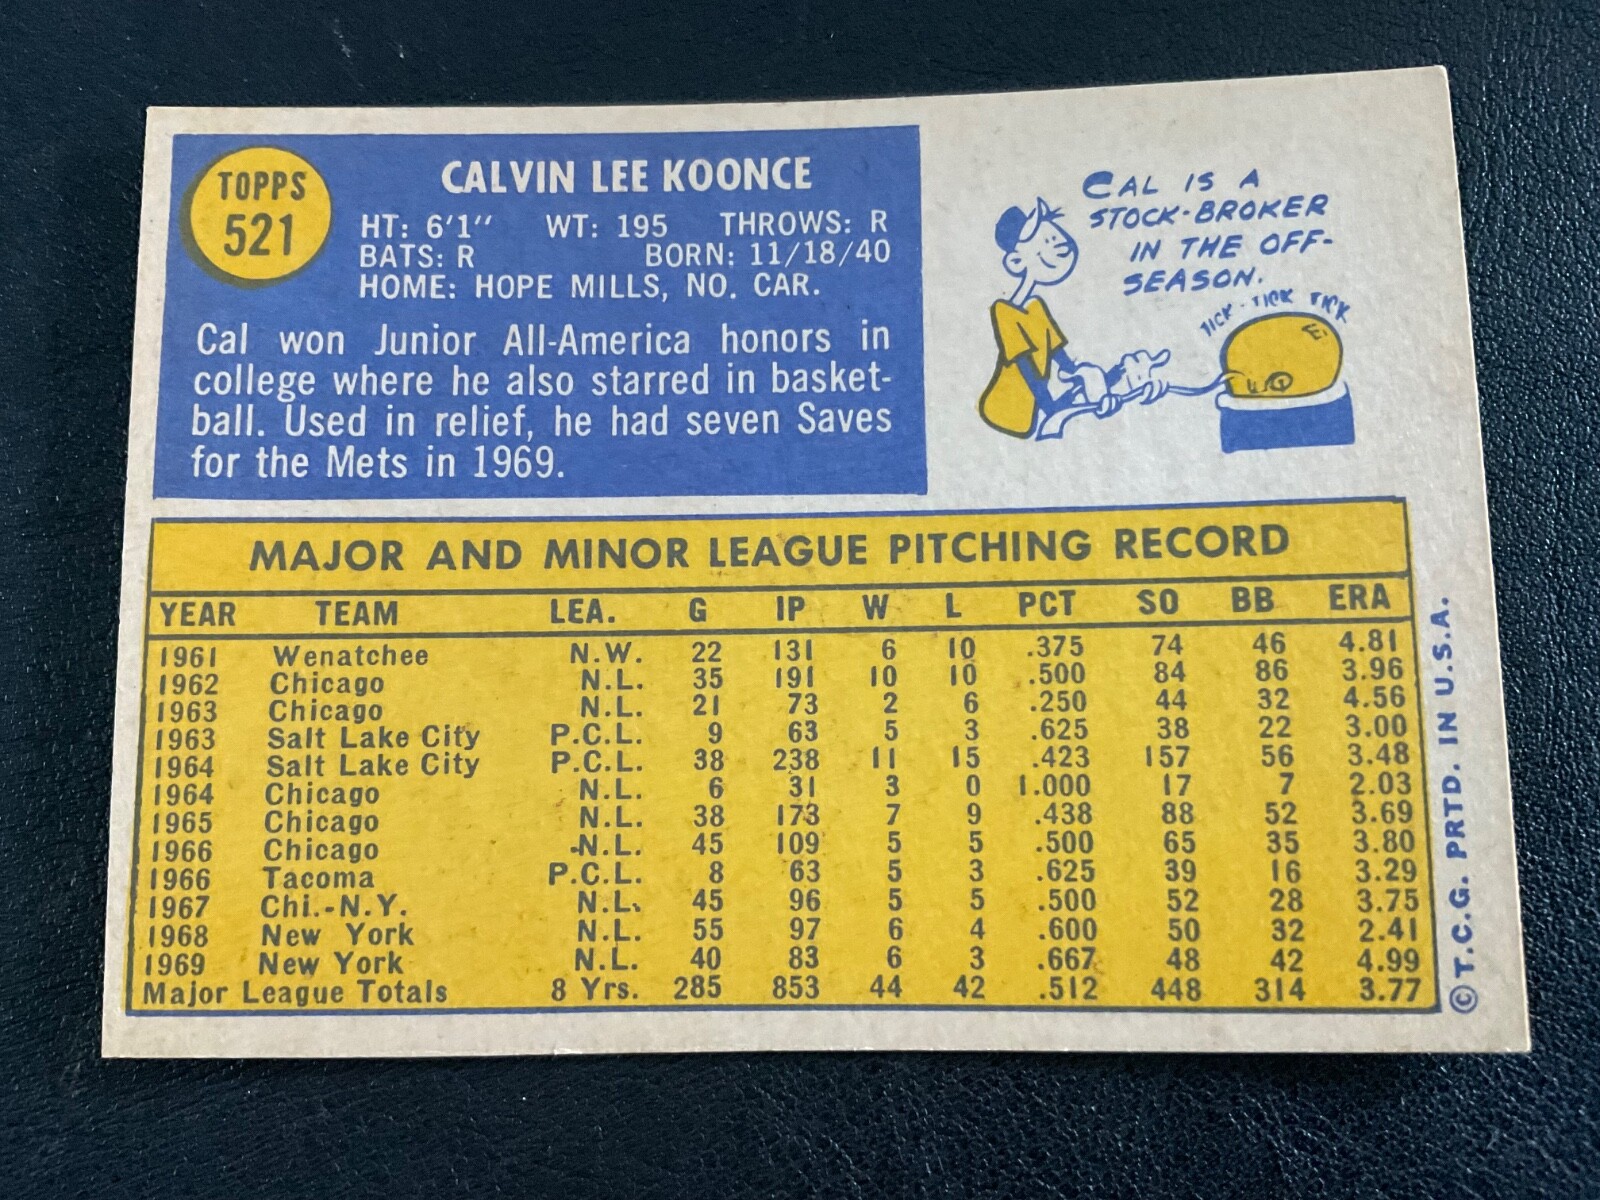 TOPPS
521
CALVIN LEE KOONCE
HT: 6'1" WT: 195 THROWS: R
BATS: R BORN: 11/18/40
HOME: HOPE MILLS, NO. CAR.
Cal won Junior All-America honors in
college where he also starred in basket-
ball. Used in relief, he had seven Saves
for the Mets in 1969.
CAL IS A
STOCK-BROKER
IN THE OFF-
SEASON.
TICK-TICK TICK
MAJOR AND MINOR LEAGUE PITCHING RECORD
YEAR TEAM LEA. G IP W L PCT SO BB ERA
1961 Wenatchee N.W. 22 131 6 10 .375 74 46 4.81
1962 Chicago N.L. 35 191 10 10 .500 84 86 3.96
1963 Chicago N.L. 21 73 2 6 .250 44 32 4.56
1963 Salt Lake City P.C.L. 9 63 5 3 .625 38 22 3.00
1964 Salt Lake City P.C.L. 38 238 11 15 .423 157 56 3.48
1964 Chicago N.L. 6 31 3 0 1.000 17 7 2.03
1965 Chicago N.L. 38 173 7 9 .438 88 52 3.69
1966 Chicago N.L. 45 109 5 5 .500 65 35 3.80
1966 Tacoma P.C.L. 8 63 5 3 .625 39 16 3.29
1967 Chi.-N.Y. N.L. 45 96 5 5 .500 52 28 3.75
1968 New York N.L. 55 97 6 4 .600 50 32 2.41
1969 New York N.L. 40 83 6 3 .667 48 42 4.99
Major League Totals 8 Yrs. 285 853 44 42 .512 448 314 3.77
© T.C.G. PRTD. IN U.S.A.